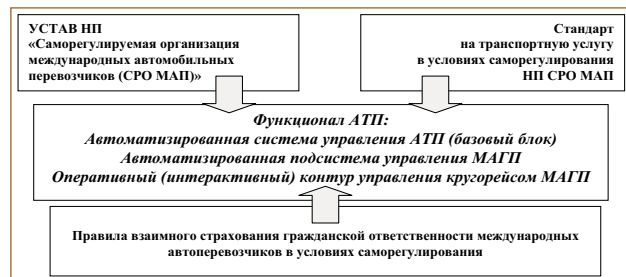 УСТАВ НП
«Саморегулируемая организация
международных автомобильных
перевозчиков (СРО МАП)»
Стандарт
на транспортную услугу
в условиях саморегулирования
НП СРО МАП
Функционал АТП:
Автоматизированная система управления АТП (базовый блок)
Автоматизированная подсистема управления МАГП
Оперативный (интерактивный) контур управления кругорейсом МАГП
Правила взаимного страхования гражданской ответственности международных
автоперевозчиков в условиях саморегулирования